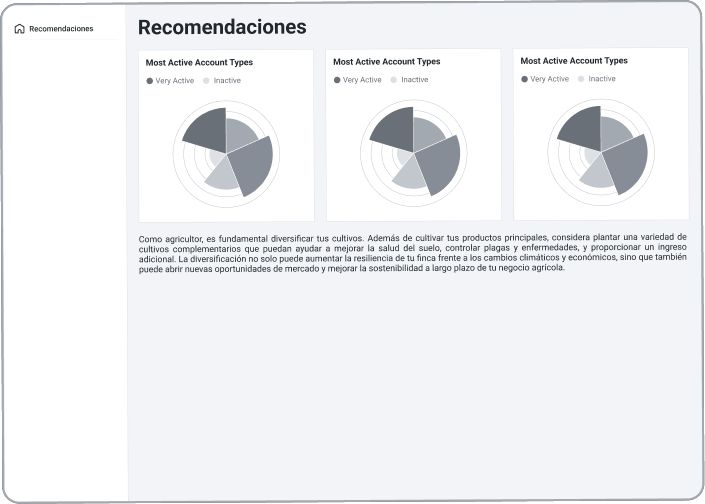 Recomendaciones
Recomendaciones
Most Active Account Types
Very Active Inactive
Most Active Account Types
Very Active Inactive
Most Active Account Types
Very Active Inactive
Como agricultor, es fundamental diversificar tus cultivos. Además de cultivar tus productos principales, considera plantar una variedad de
cultivos complementarios que puedan ayudar a mejorar la salud del suelo, controlar plagas y enfermedades, y proporcionar un ingreso
adicional. La diversificación no solo puede aumentar la resiliencia de tu finca frente a los cambios climáticos y económicos, sino que también
puede abrir nuevas oportunidades de mercado y mejorar la sostenibilidad a largo plazo de tu negocio agrícola.